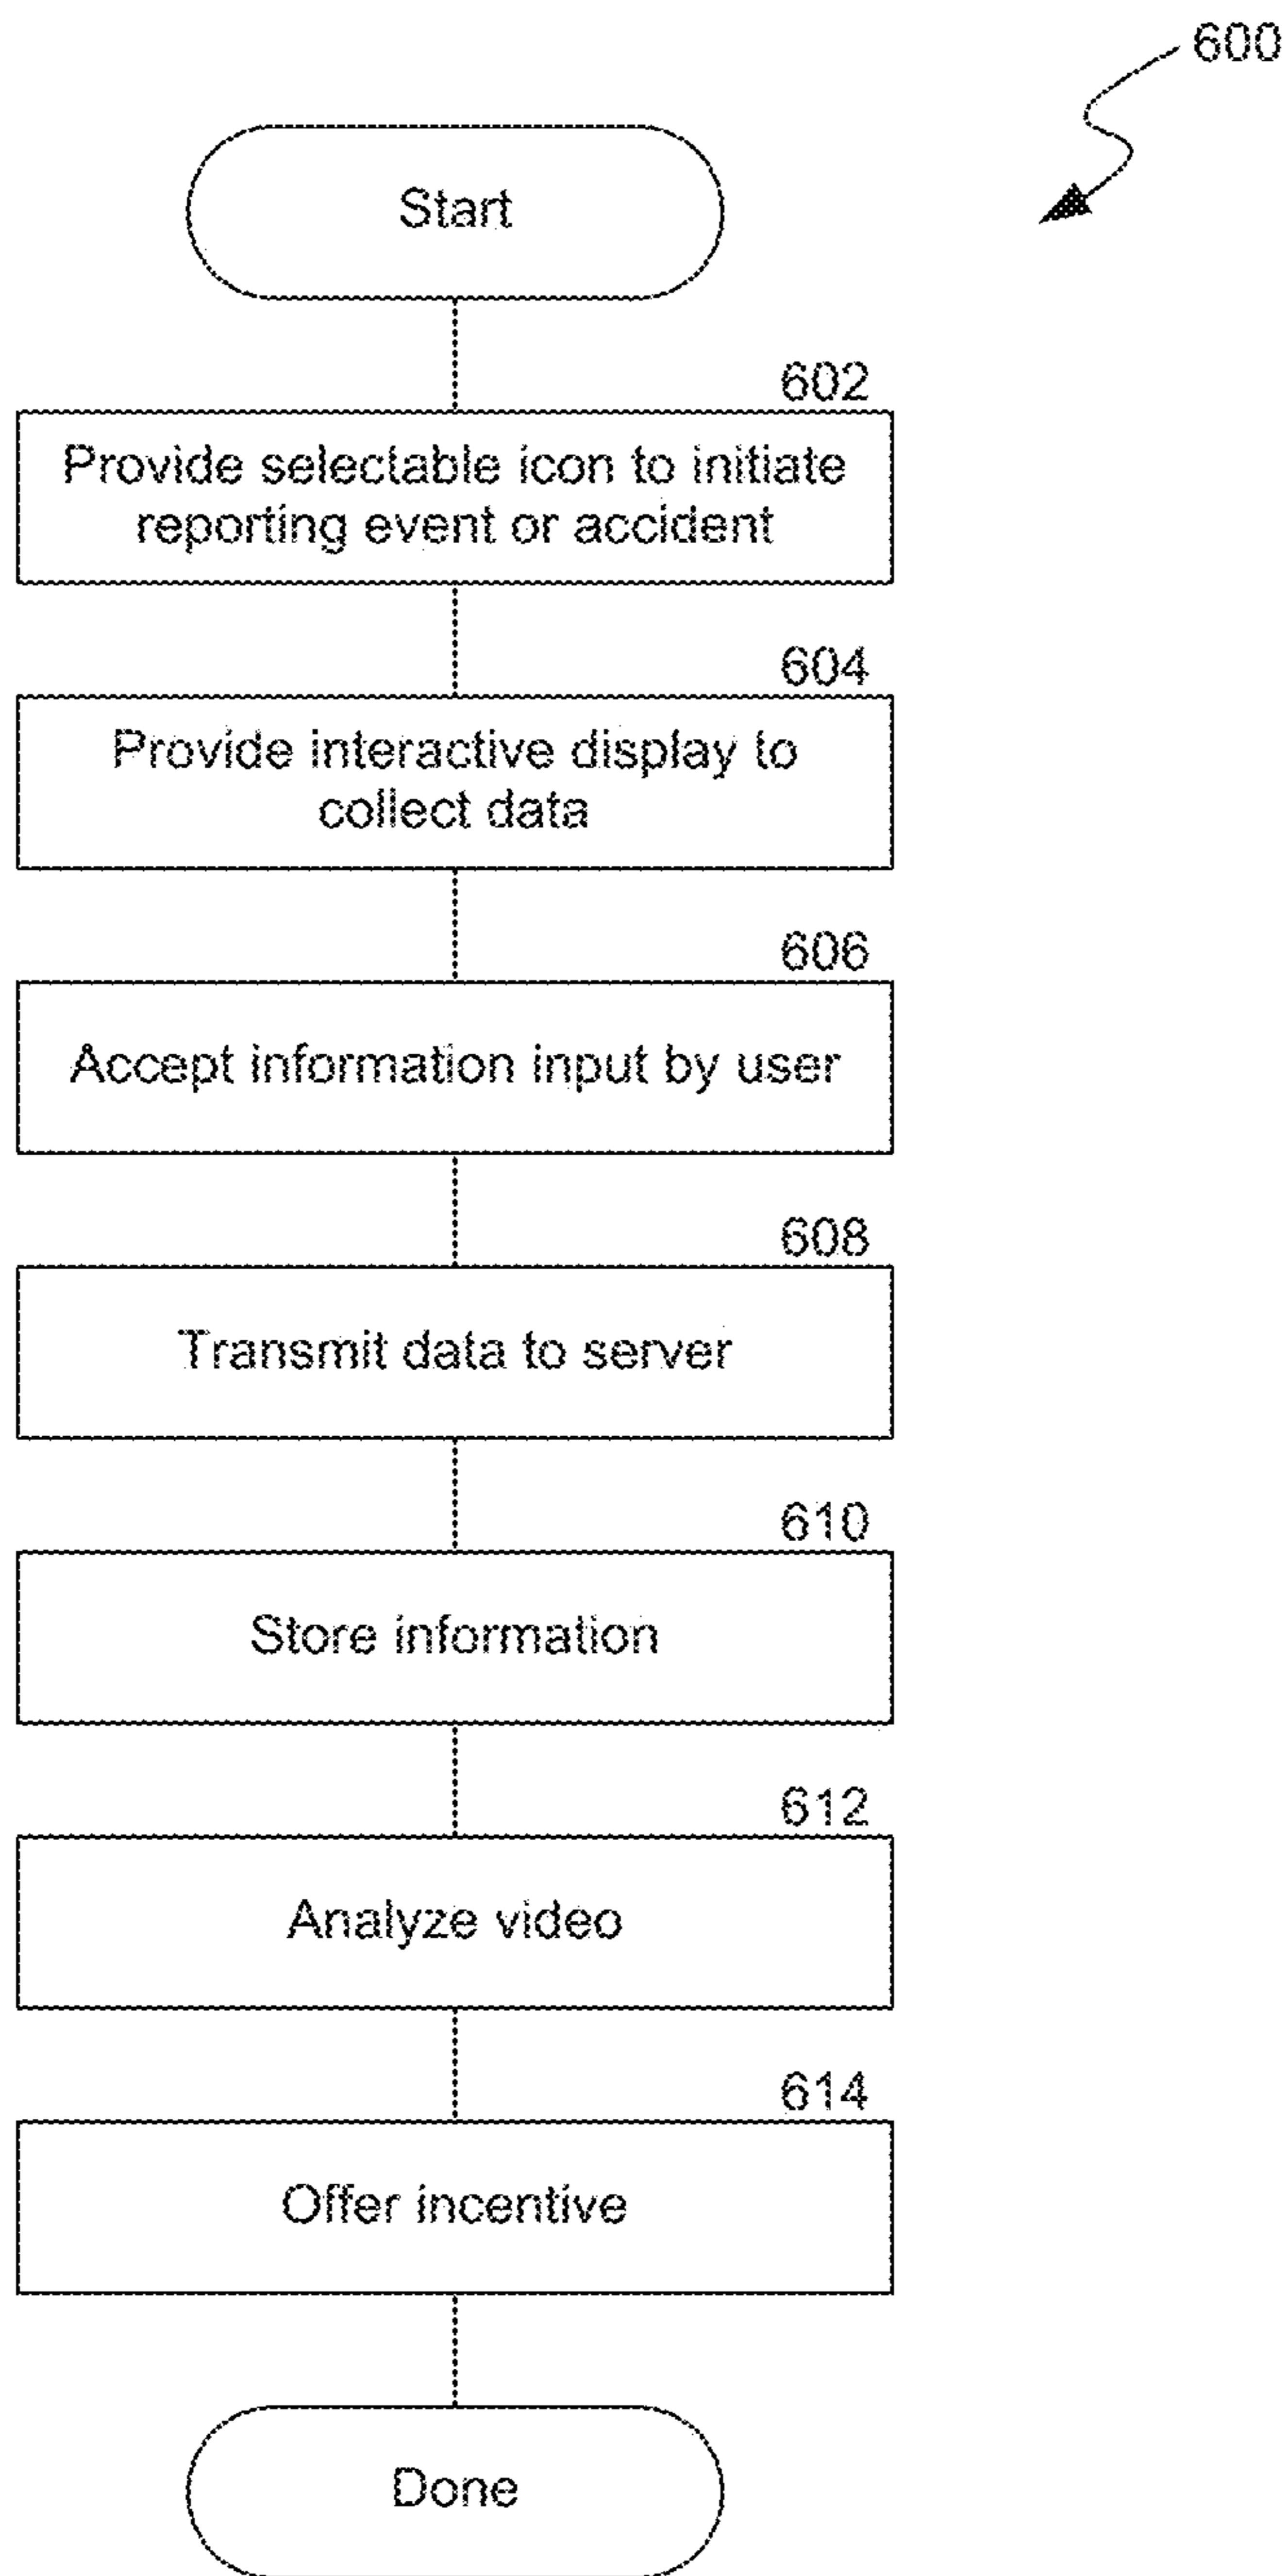 600
Start
602
Provide selectable icon to initiate
reporting event or accident
604
Provide interactive display to
collect data
606
Accept information input by user
608
Transmit data to server
610
Store information
612
Analyze video
614
Offer incentive
Done